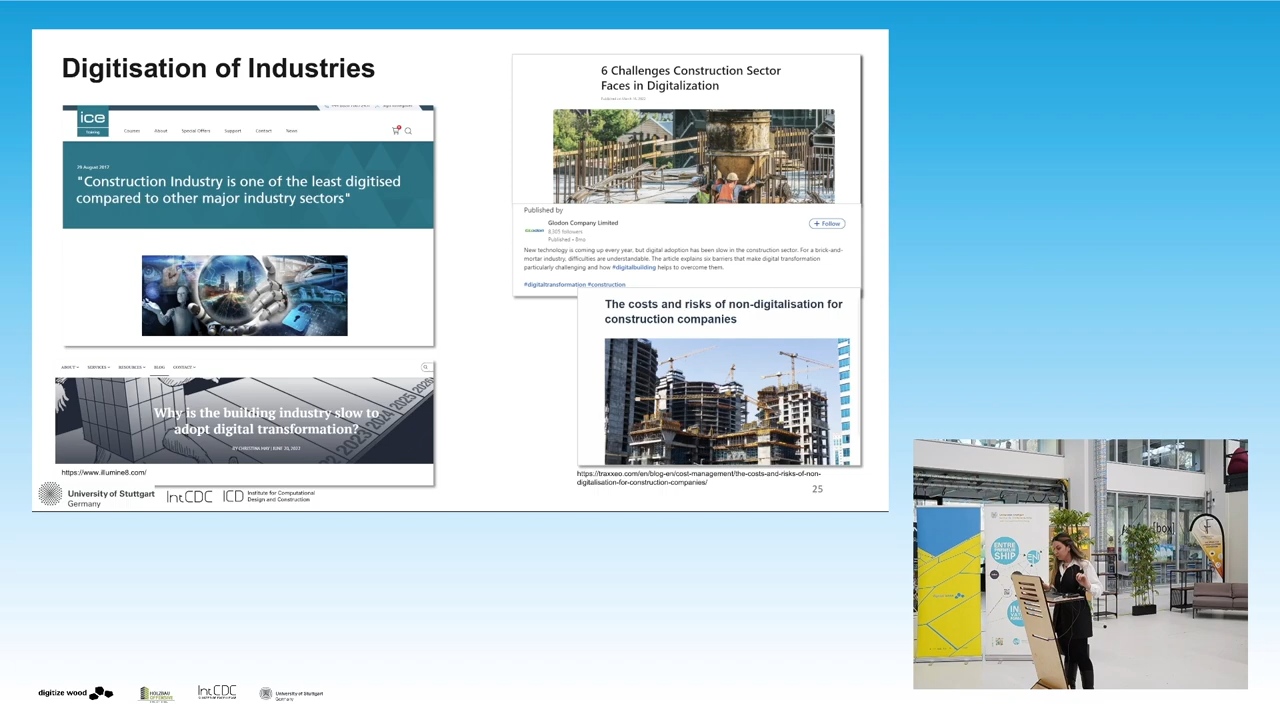 Digitisation of Industries
ice
Training
Courses About Special Offers Support Contact News
29 August 2017
"Construction Industry is one of the least digitised
compared to other major industry sectors"
ABOUT SERVICES RESOURCES BLOG CONTACT
Why is the building industry slow to
adopt digital transformation?
BY CHRISTINA MAY | JUNE 20, 2017
https://www.illumine8.com/
6 Challenges Construction Sector
Faces in Digitalization
Published by
Glodon Company Limited
8,305 followers
Published • 8mo
+ Follow
New technology is coming up every year, but digital adoption has been slow in the construction sector. For a brick-and-
mortar industry, difficulties are understandable. The article explains six barriers that make digital transformation
particularly challenging and how #digitalbuilding helps to overcome them.
#digitaltransformation #construction
The costs and risks of non-digitalisation for
construction companies
https://traxxeo.com/en/blog-en/cost-management/the-costs-and-risks-of-non-
digitalisation-for-construction-companies/
25
University of Stuttgart
Germany
IntCDC
ICD
Institute for Computational
Design and Construction
ENTRE
PRENEUR
SHIP
digitize wood
HOLZBAU
OFFENSIVE
IntCDC
University of Stuttgart
Germany